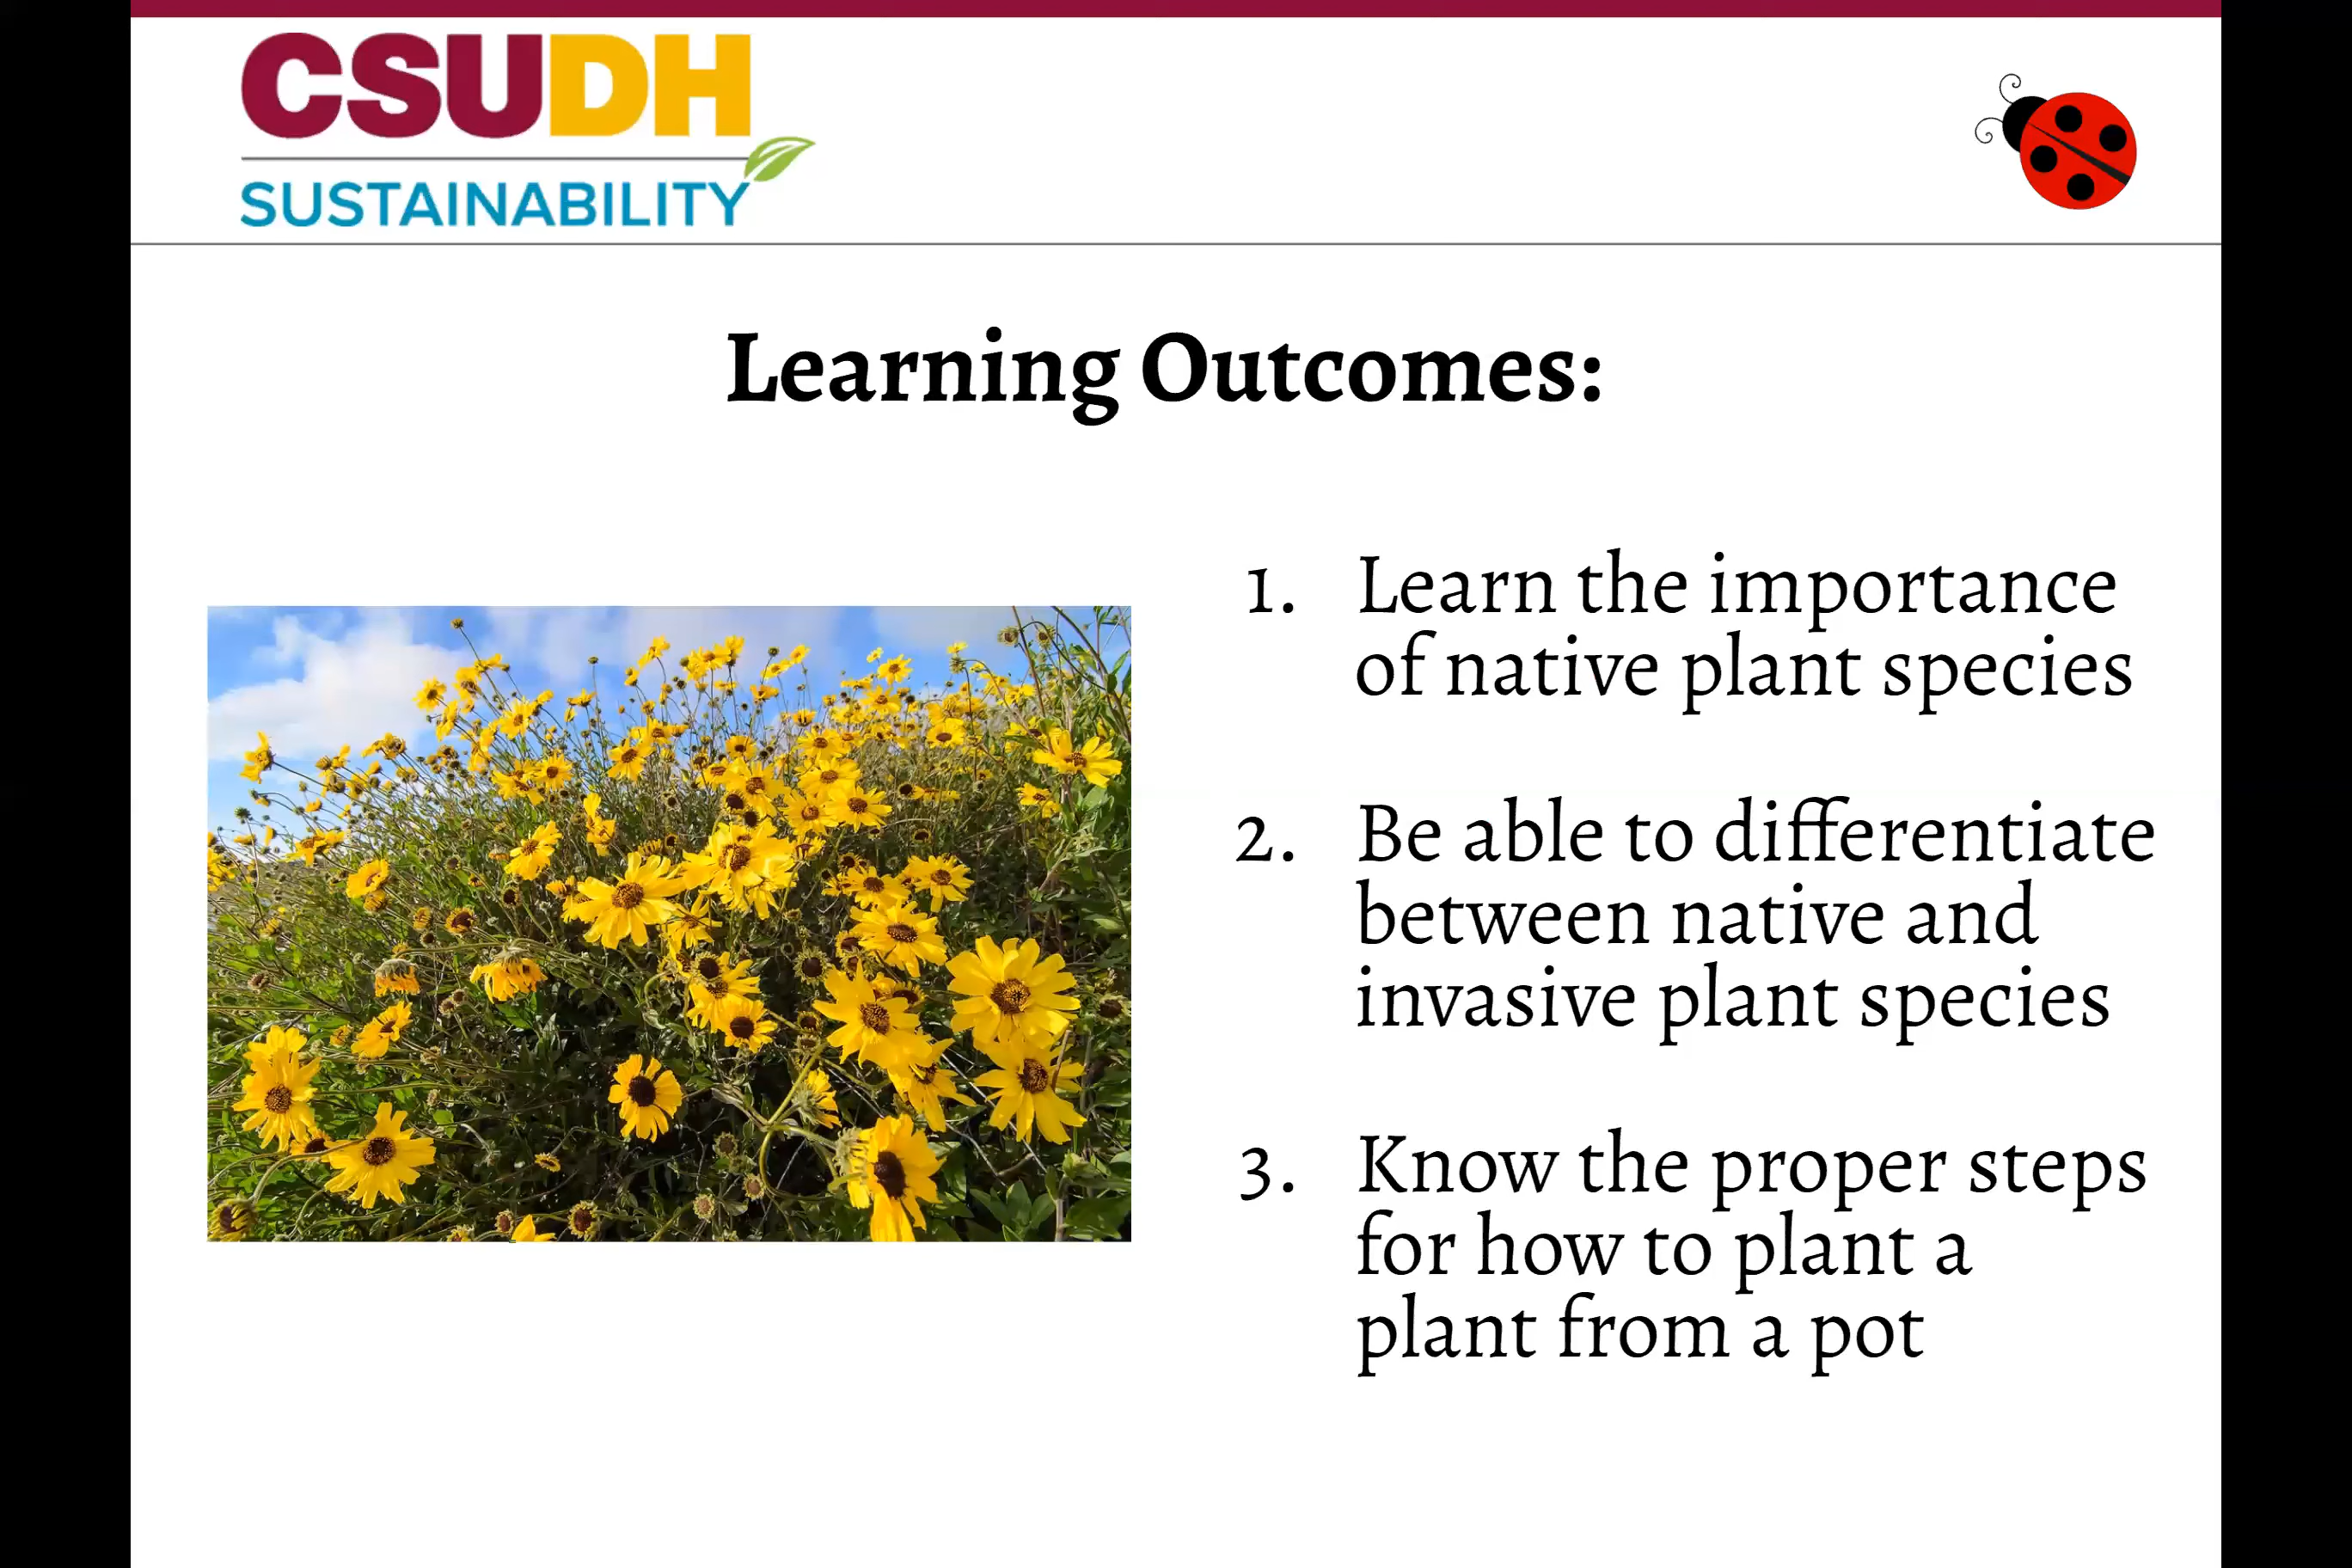 CSUDH
SUSTAINABILITY
Learning Outcomes:
1. Learn the importance
of native plant species
2. Be able to differentiate
between native and
invasive plant species
3. Know the proper steps
for how to plant a
plant from a pot